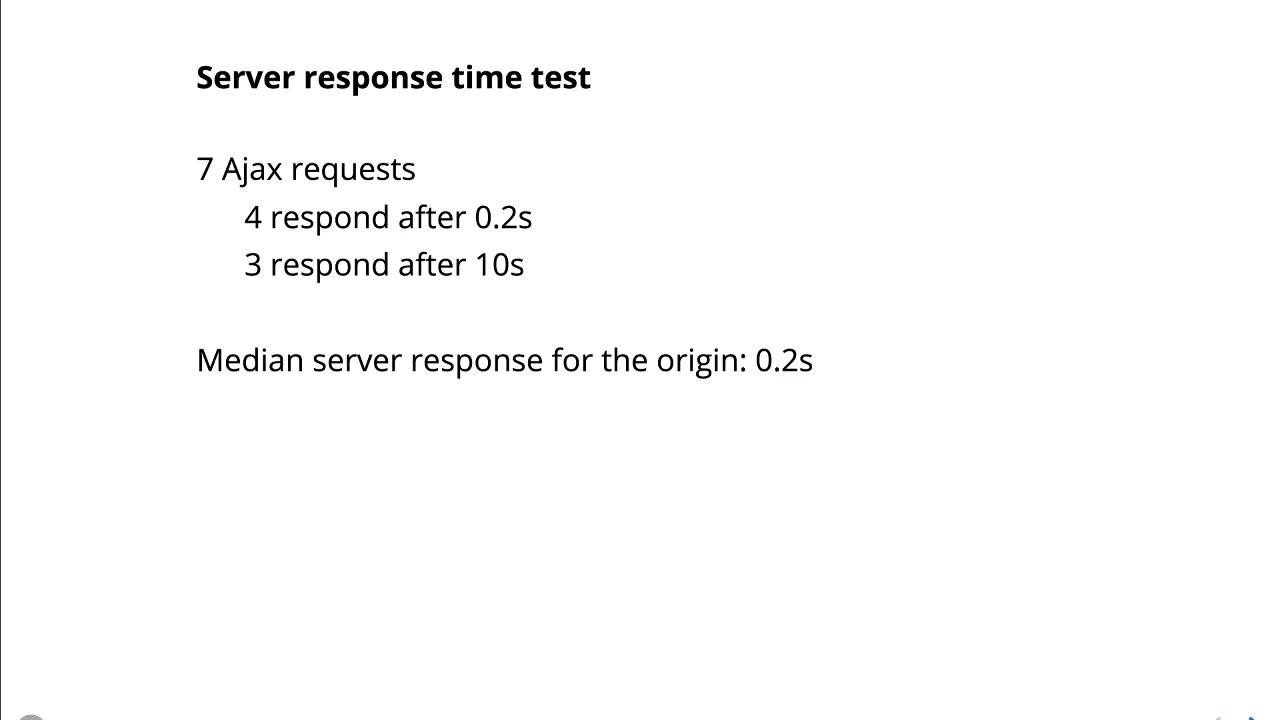 Server response time test
7 Ajax requests
4 respond after 0.2s
3 respond after 10s
Median server response for the origin: 0.2s